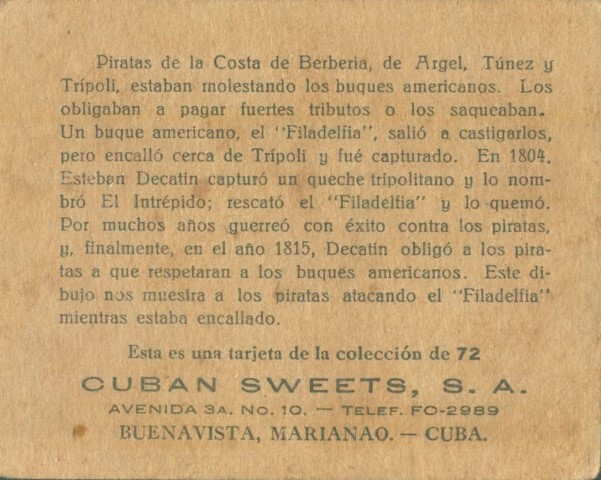 Piratas de la Costa de Berberia, de Argel, Túnez y
Trípoli, estaban molestando los buques americanos. Los
obligaban a pagar fuertes tributos o los saqueaban.
Un buque americano, el "Filadelfia", salió a castigarlos,
pero encalló cerca de Trípoli y fué capturado. En 1804,
Esteban Decatin capturó un queche tripolitano y lo nom-
bró El Intrépido; rescató el "Filadelfia" y lo quemó.
Por muchos años guerreó con éxito contra los piratas,
y, finalmente, en el año 1815, Decatin obligó a los pira-
tas a que respetaran a los buques americanos. Este di-
bujo nos muestra a los piratas atacando el "Filadelfia"
mientras estaba encallado.
Esta es una tarjeta de la colección de 72
CUBAN SWEETS, S. A.
AVENIDA 3A. No. 10. — TELEF. FO-2989
BUENAVISTA, MARIANAO. — CUBA.